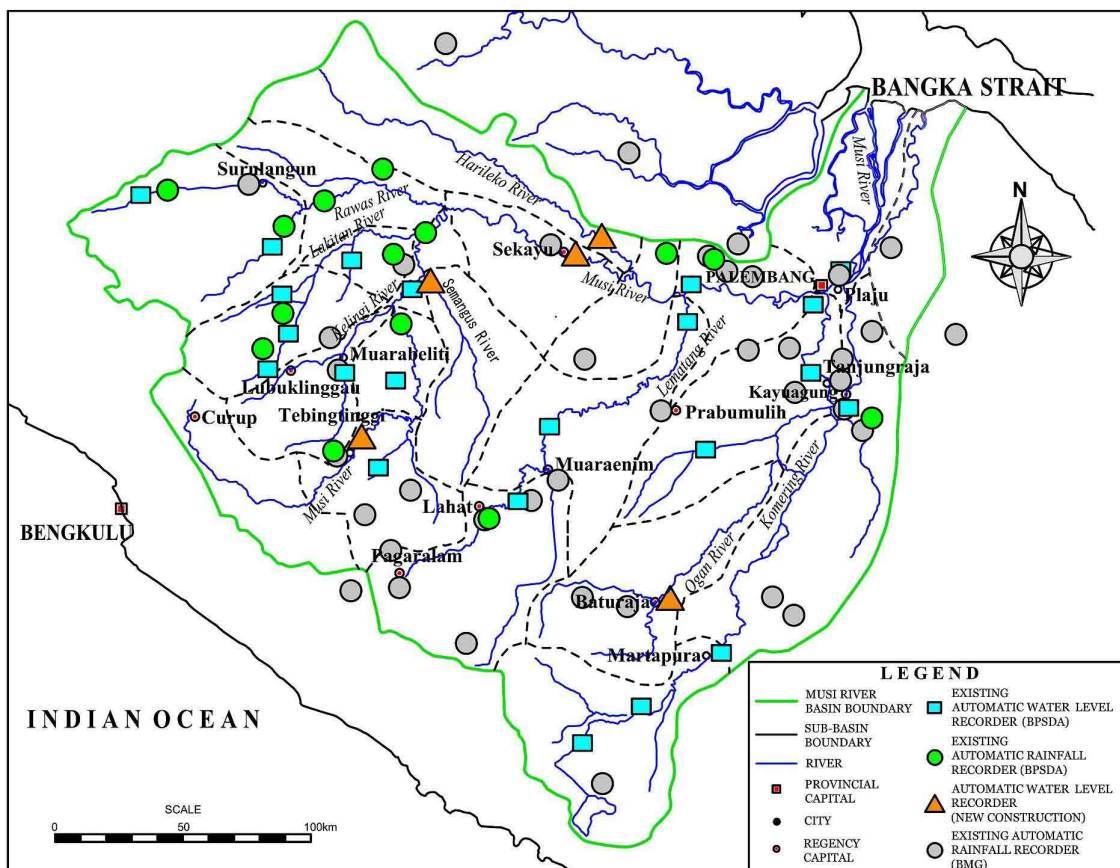 BANGKA STRAIT
Musi River
N
Surulangun
Harileko River
Rawas River
Lakitan River
Sekayu
Musi River
PALEMBANG
Plaju
Semangus River
Kelingi River
Muarabeliti
Lubuklinggau
Lematang River
Tanjungraja
Kayuagung
Curup
Tebingtinggi
Prabumulih
Musi River
Muaraenim
Komering River
BENGKULU
Lahat
Ogan River
Pagaralam
Baturaja
Martapura
INDIAN OCEAN
SCALE
0 50 100km
LEGEND
MUSI RIVER
BASIN BOUNDARY
SUB-BASIN
BOUNDARY
RIVER
PROVINCIAL
CAPITAL
CITY
REGENCY
CAPITAL
EXISTING
AUTOMATIC WATER LEVEL
RECORDER (BPSDA)
EXISTING
AUTOMATIC RAINFALL
RECORDER (BPSDA)
AUTOMATIC WATER LEVEL
RECORDER
(NEW CONSTRUCTION)
EXISTING AUTOMATIC
RAINFALL RECORDER
(BMG)